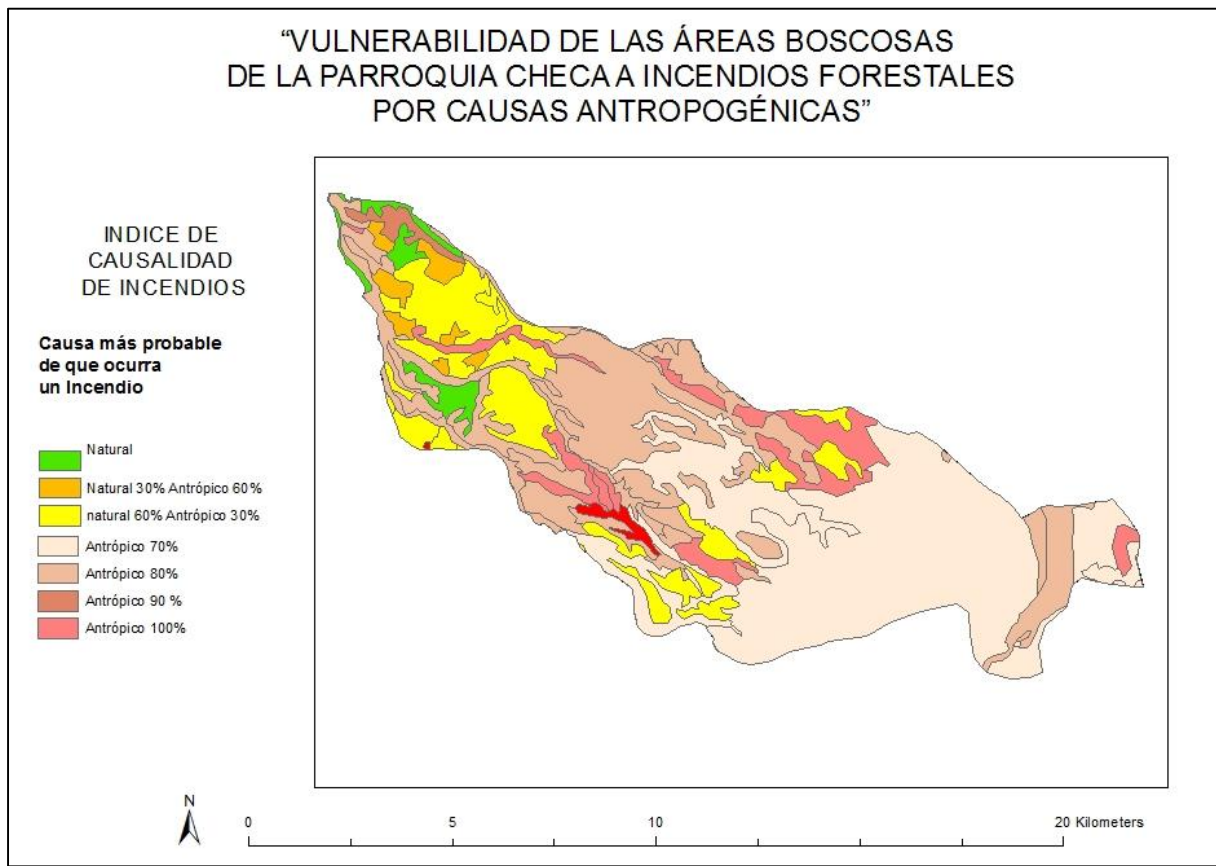 “VULNERABILIDAD DE LAS ÁREAS BOSCOSAS
DE LA PARROQUIA CHECA A INCENDIOS FORESTALES
POR CAUSAS ANTROPOGÉNICAS”
INDICE DE
CAUSALIDAD
DE INCENDIOS
Causa más probable
de que ocurra
un Incendio
Natural
Natural 30% Antrópico 60%
natural 60% Antrópico 30%
Antrópico 70%
Antrópico 80%
Antrópico 90 %
Antrópico 100%
N
0 5 10 20 Kilometers